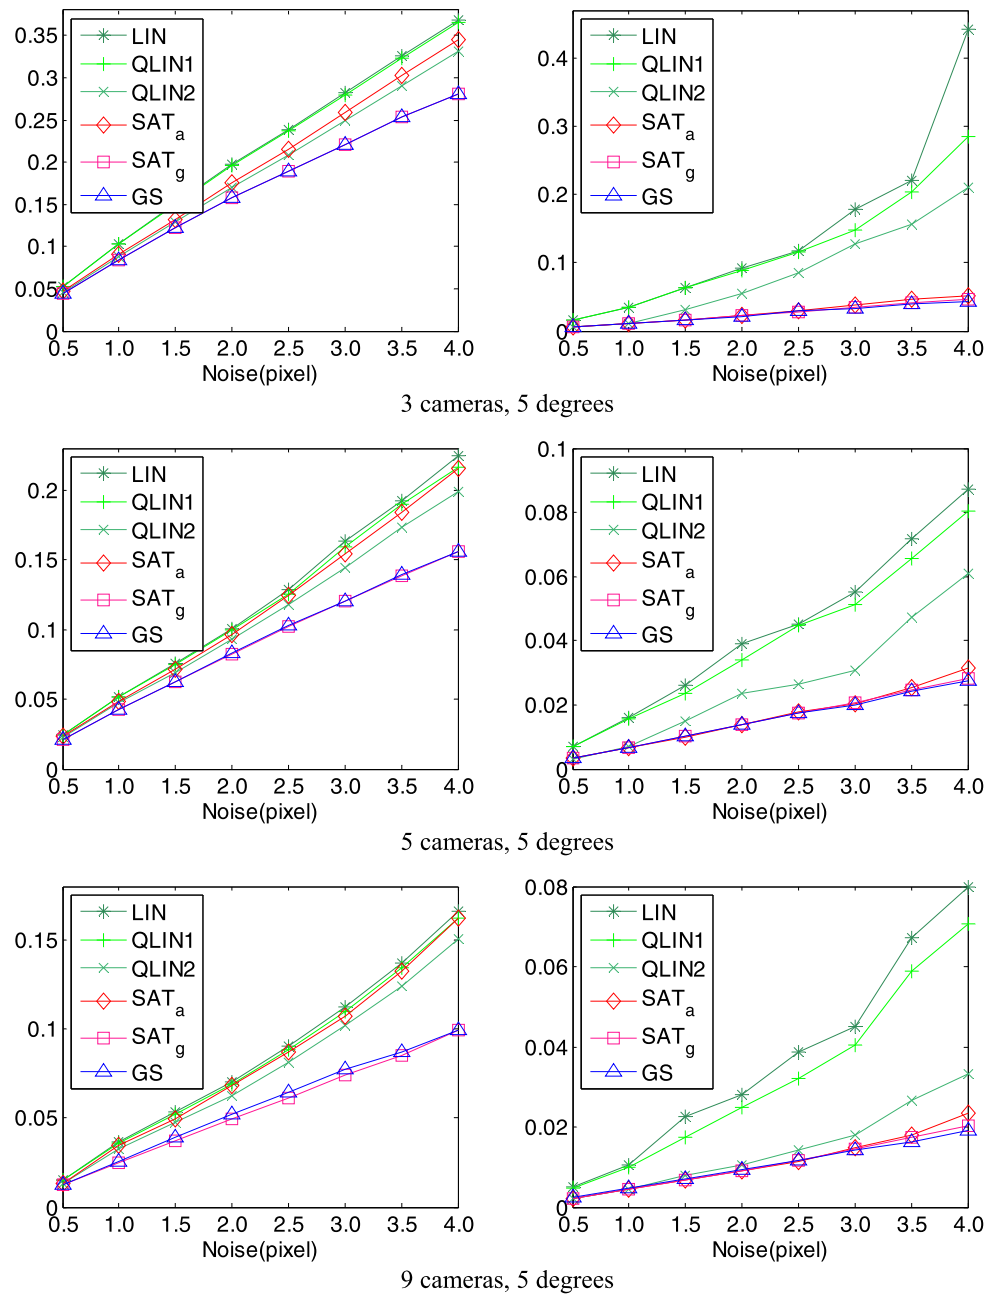 0.35
0.3
0.25
0.2
0.15
0.1
0.05
0
LIN
QLIN1
QLIN2
SATa
SATg
GS
0.5 1.0 1.5 2.0 2.5 3.0 3.5 4.0
Noise(pixel)
0.4
0.3
0.2
0.1
0
LIN
QLIN1
QLIN2
SATa
SATg
GS
0.5 1.0 1.5 2.0 2.5 3.0 3.5 4.0
Noise(pixel)
3 cameras, 5 degrees
0.2
0.15
0.1
0.05
0
LIN
QLIN1
QLIN2
SATa
SATg
GS
0.5 1.0 1.5 2.0 2.5 3.0 3.5 4.0
Noise(pixel)
0.1
0.08
0.06
0.04
0.02
0
LIN
QLIN1
QLIN2
SATa
SATg
GS
0.5 1.0 1.5 2.0 2.5 3.0 3.5 4.0
Noise(pixel)
5 cameras, 5 degrees
0.15
0.1
0.05
0
LIN
QLIN1
QLIN2
SATa
SATg
GS
0.5 1.0 1.5 2.0 2.5 3.0 3.5 4.0
Noise(pixel)
0.08
0.06
0.04
0.02
0
LIN
QLIN1
QLIN2
SATa
SATg
GS
0.5 1.0 1.5 2.0 2.5 3.0 3.5 4.0
Noise(pixel)
9 cameras, 5 degrees